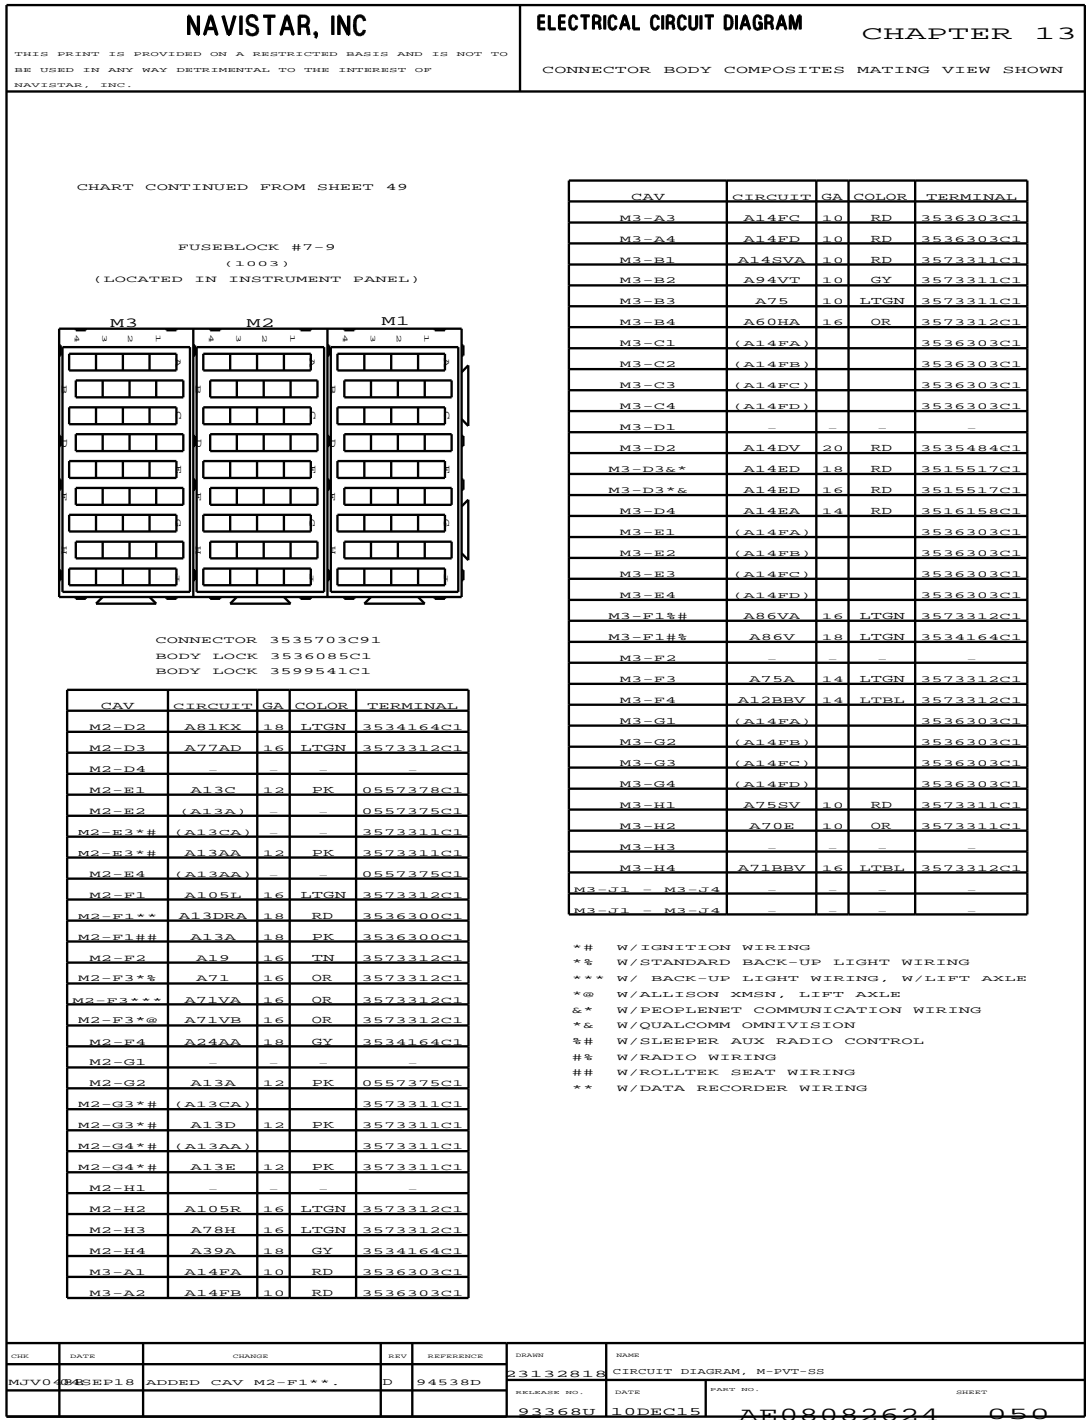 NAVISTAR, INC
THIS PRINT IS PROVIDED ON A RESTRICTED BASIS AND IS NOT TO
BE USED IN ANY WAY DETRIMENTAL TO THE INTEREST OF
NAVISTAR, INC.
ELECTRICAL CIRCUIT DIAGRAM
CHAPTER 13
CONNECTOR BODY COMPOSITES MATING VIEW SHOWN
CHART CONTINUED FROM SHEET 49
FUSEBLOCK #7-9
(1003)
(LOCATED IN INSTRUMENT PANEL)
M3 M2 M1
4 3 2 1 4 3 2 1 4 3 2 1
CONNECTOR 3535703C91
BODY LOCK 3536085C1
BODY LOCK 3599541C1
CAV CIRCUIT GA COLOR TERMINAL
M2-D2 A81KX 18 LTGN 3534164C1
M2-D3 A77AD 16 LTGN 3573312C1
M2-D4 - - - -
M2-E1 A13C 12 PK 0557378C1
M2-E2 (A13A) - - 0557375C1
M2-E3*# (A13CA) - - 3573311C1
M2-E3*# A13AA 12 PK 3573311C1
M2-E4 (A13AA) - - 0557375C1
M2-F1 A105L 16 LTGN 3573312C1
M2-F1** A13DRA 18 RD 3536300C1
M2-F1## A13A 18 PK 3536300C1
M2-F2 A19 16 TN 3573312C1
M2-F3*% A71 16 OR 3573312C1
M2-F3*** A71VA 16 OR 3573312C1
M2-F3*@ A71VB 16 OR 3573312C1
M2-F4 A24AA 18 GY 3534164C1
M2-G1 - - - -
M2-G2 A13A 12 PK 0557375C1
M2-G3*# (A13CA) 3573311C1
M2-G3*# A13D 12 PK 3573311C1
M2-G4*# (A13AA) 3573311C1
M2-G4*# A13E 12 PK 3573311C1
M2-H1 - - - -
M2-H2 A105R 16 LTGN 3573312C1
M2-H3 A78H 16 LTGN 3573312C1
M2-H4 A39A 18 GY 3534164C1
M3-A1 A14FA 10 RD 3536303C1
M3-A2 A14FB 10 RD 3536303C1
CAV CIRCUIT GA COLOR TERMINAL
M3-A3 A14FC 10 RD 3536303C1
M3-A4 A14FD 10 RD 3536303C1
M3-B1 A14SVA 10 RD 3573311C1
M3-B2 A94VT 10 GY 3573311C1
M3-B3 A75 10 LTGN 3573311C1
M3-B4 A60HA 16 OR 3573312C1
M3-C1 (A14FA) 3536303C1
M3-C2 (A14FB) 3536303C1
M3-C3 (A14FC) 3536303C1
M3-C4 (A14FD) 3536303C1
M3-D1 - - - -
M3-D2 A14DV 20 RD 3535484C1
M3-D3&* A14ED 18 RD 3515517C1
M3-D3*& A14ED 16 RD 3515517C1
M3-D4 A14EA 14 RD 3516158C1
M3-E1 (A14FA) 3536303C1
M3-E2 (A14FB) 3536303C1
M3-E3 (A14FC) 3536303C1
M3-E4 (A14FD) 3536303C1
M3-F1%# A86VA 16 LTGN 3573312C1
M3-F1#% A86V 18 LTGN 3534164C1
M3-F2 - - - -
M3-F3 A75A 14 LTGN 3573312C1
M3-F4 A12BBV 14 LTBL 3573312C1
M3-G1 (A14FA) 3536303C1
M3-G2 (A14FB) 3536303C1
M3-G3 (A14FC) 3536303C1
M3-G4 (A14FD) 3536303C1
M3-H1 A75SV 10 RD 3573311C1
M3-H2 A70E 10 OR 3573311C1
M3-H3 - - - -
M3-H4 A71BBV 16 LTBL 3573312C1
M3-J1 - M3-J4 - - - -
M3-J1 - M3-J4 - - - -
*# W/IGNITION WIRING
*% W/STANDARD BACK-UP LIGHT WIRING
*** W/ BACK-UP LIGHT WIRING, W/LIFT AXLE
*@ W/ALLISON XMSN, LIFT AXLE
&* W/PEOPLENET COMMUNICATION WIRING
*& W/QUALCOMM OMNIVISION
%# W/SLEEPER AUX RADIO CONTROL
#% W/RADIO WIRING
## W/ROLLTEK SEAT WIRING
** W/DATA RECORDER WIRING
CHK DATE CHANGE REV REFERENCE
ADDED CAV M2-F1**. D 94538D
DRAWN 23132818
NAME CIRCUIT DIAGRAM, M-PVT-SS
RELEASE NO. 93368U
DATE 10DEC15
PART NO. AE08082624
SHEET 050